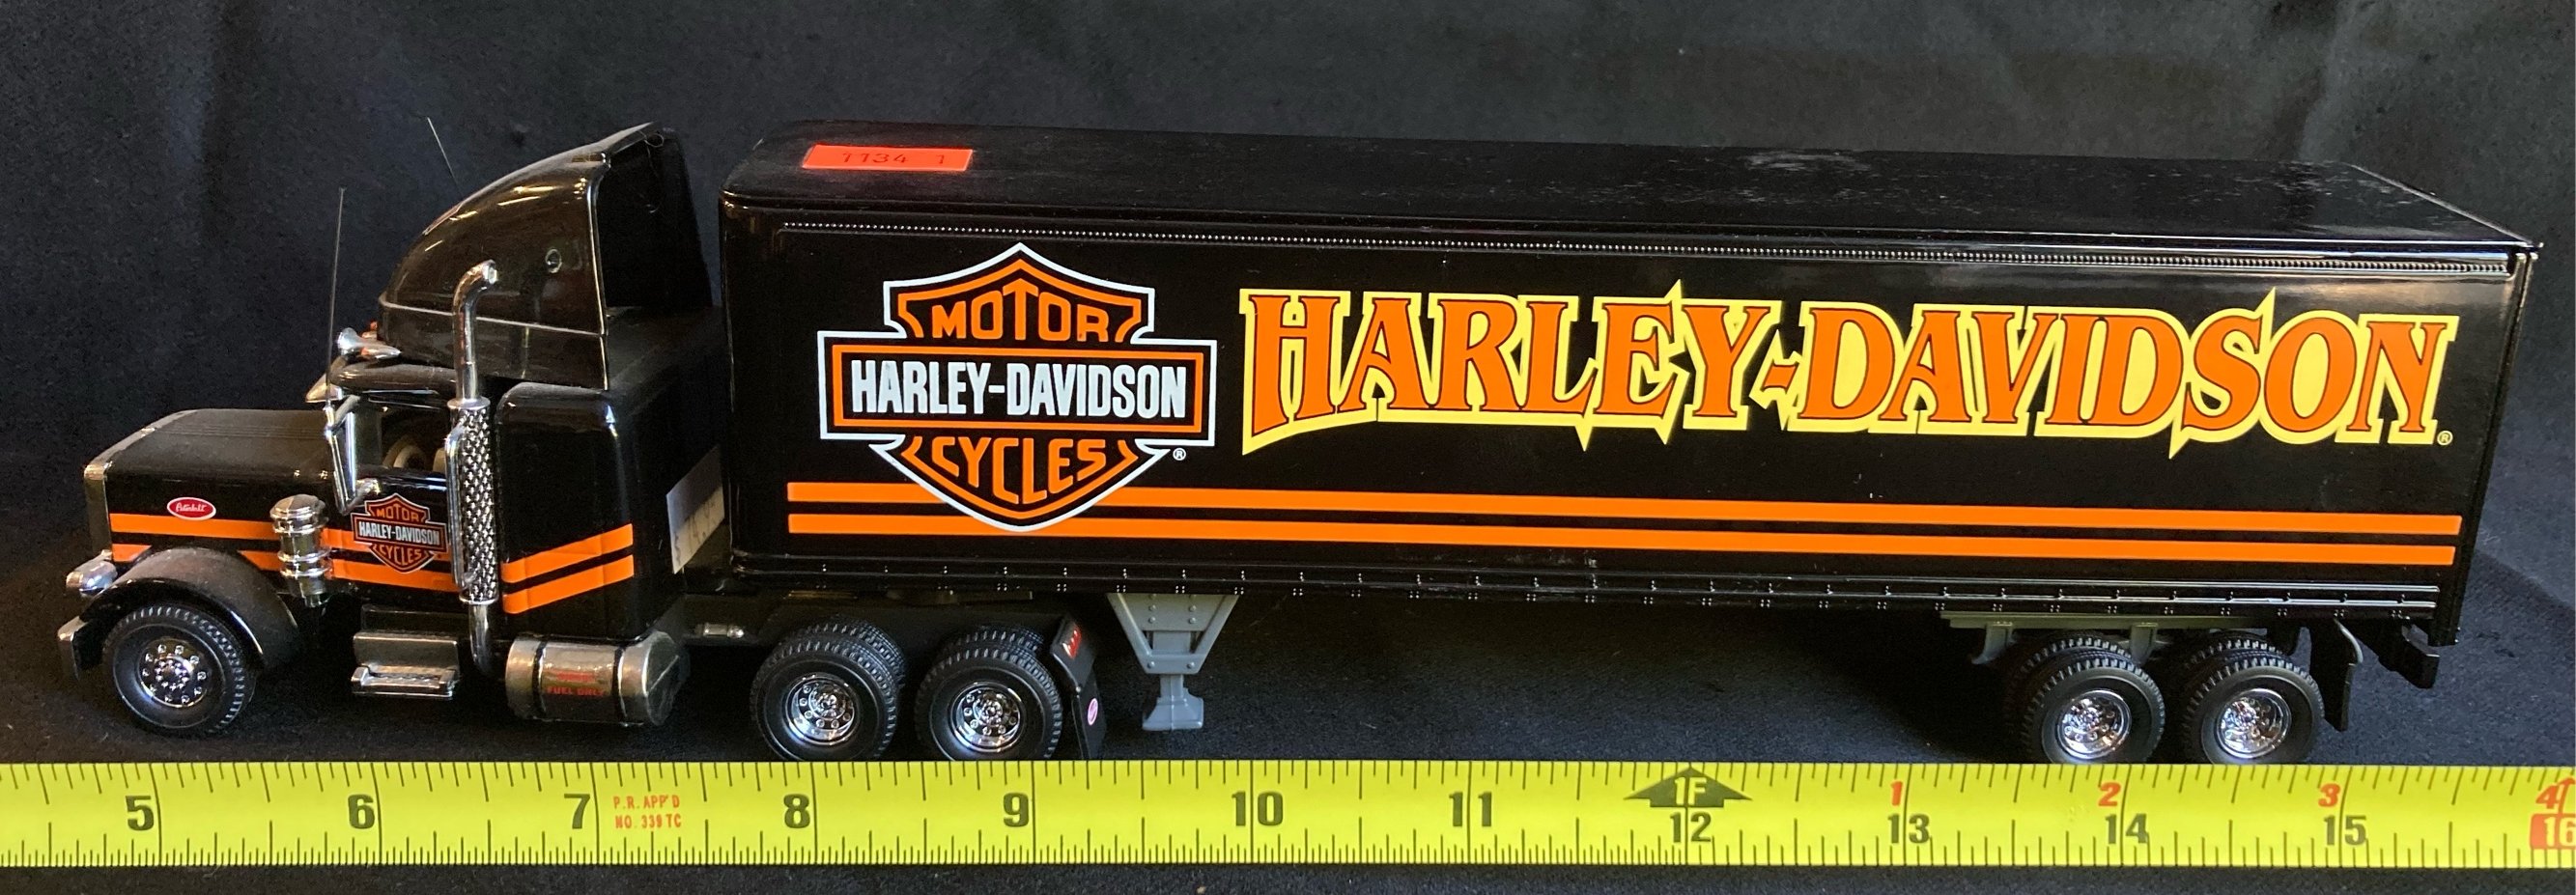 1134 1
MOTOR
HARLEY-DAVIDSON
CYCLES
®
HARLEY-DAVIDSON
®
Peterbilt
MOTOR
HARLEY-DAVIDSON
CYCLES
FUEL ONLY
5 6 7 8 9 10 11 12 13 14 15 16
P.R. APP'D
NO. 339 TC
1F
1 2 3 4